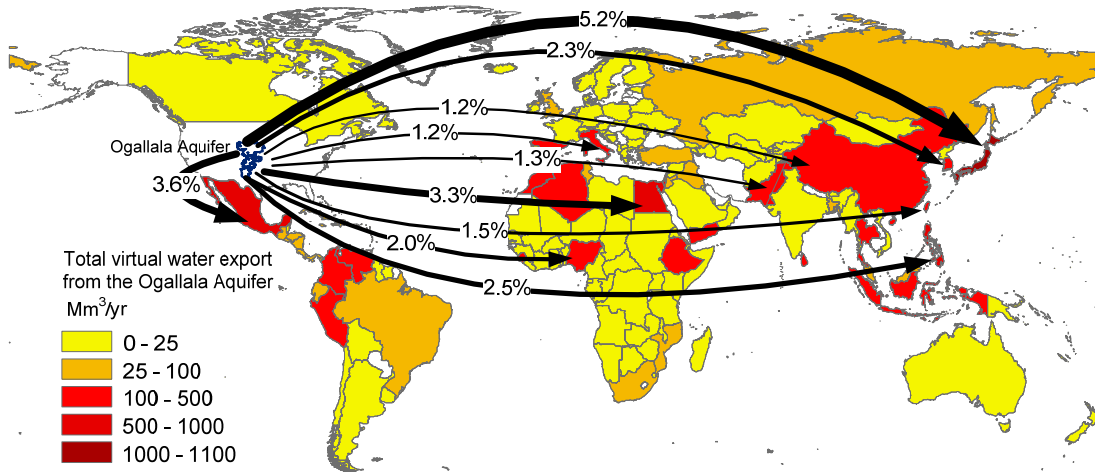 5.2%
2.3%
1.2%
1.2%
Ogallala Aquifer
1.3%
3.6%
3.3%
1.5%
2.0%
2.5%
Total virtual water export
from the Ogallala Aquifer
Mm³/yr
0 - 25
25 - 100
100 - 500
500 - 1000
1000 - 1100